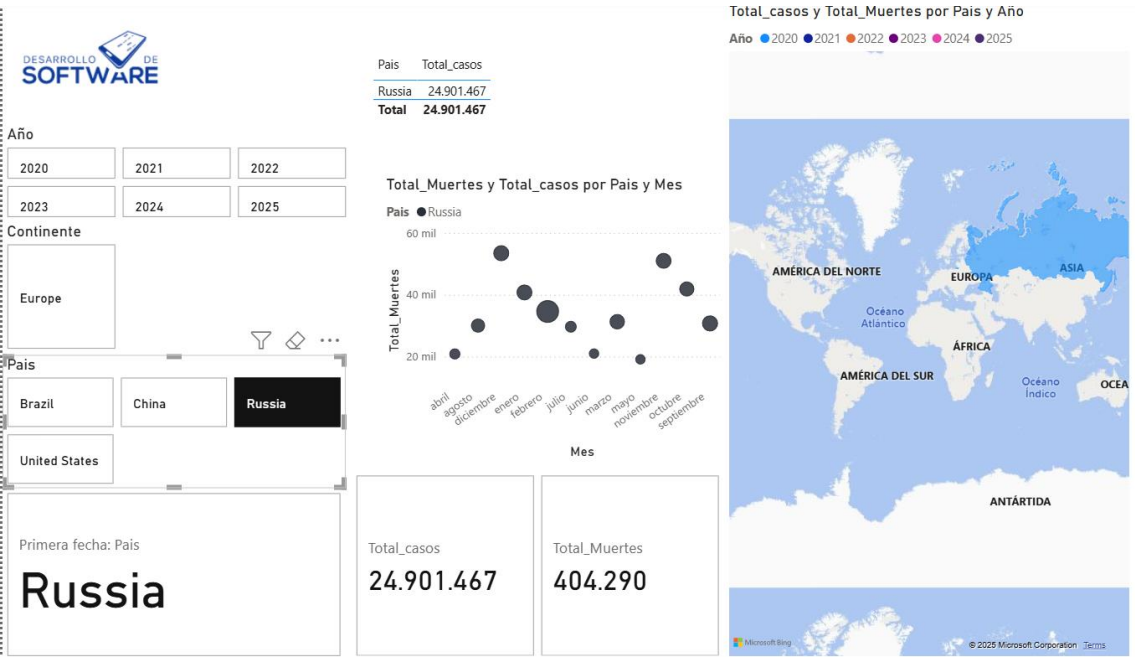 DESARROLLO DE
SOFTWARE
Año
2020 2021 2022
2023 2024 2025
Continente
Europe
Pais
Brazil China Russia
United States
Primera fecha: Pais
Russia
Pais Total_casos
Russia 24.901.467
Total 24.901.467
Total_Muertes y Total_casos por Pais y Mes
Pais Russia
60 mil
40 mil
20 mil
Total_Muertes
abril agosto diciembre enero febrero julio junio marzo mayo noviembre octubre septiembre
Mes
Total_casos
24.901.467
Total_Muertes
404.290
Total_casos y Total_Muertes por Pais y Año
Año 2020 2021 2022 2023 2024 2025
AMÉRICA DEL NORTE
EUROPA
ASIA
Océano
Atlántico
ÁFRICA
AMÉRICA DEL SUR
Océano
Índico
OCEA
ANTÁRTIDA
Microsoft Bing
© 2025 Microsoft Corporation Terms